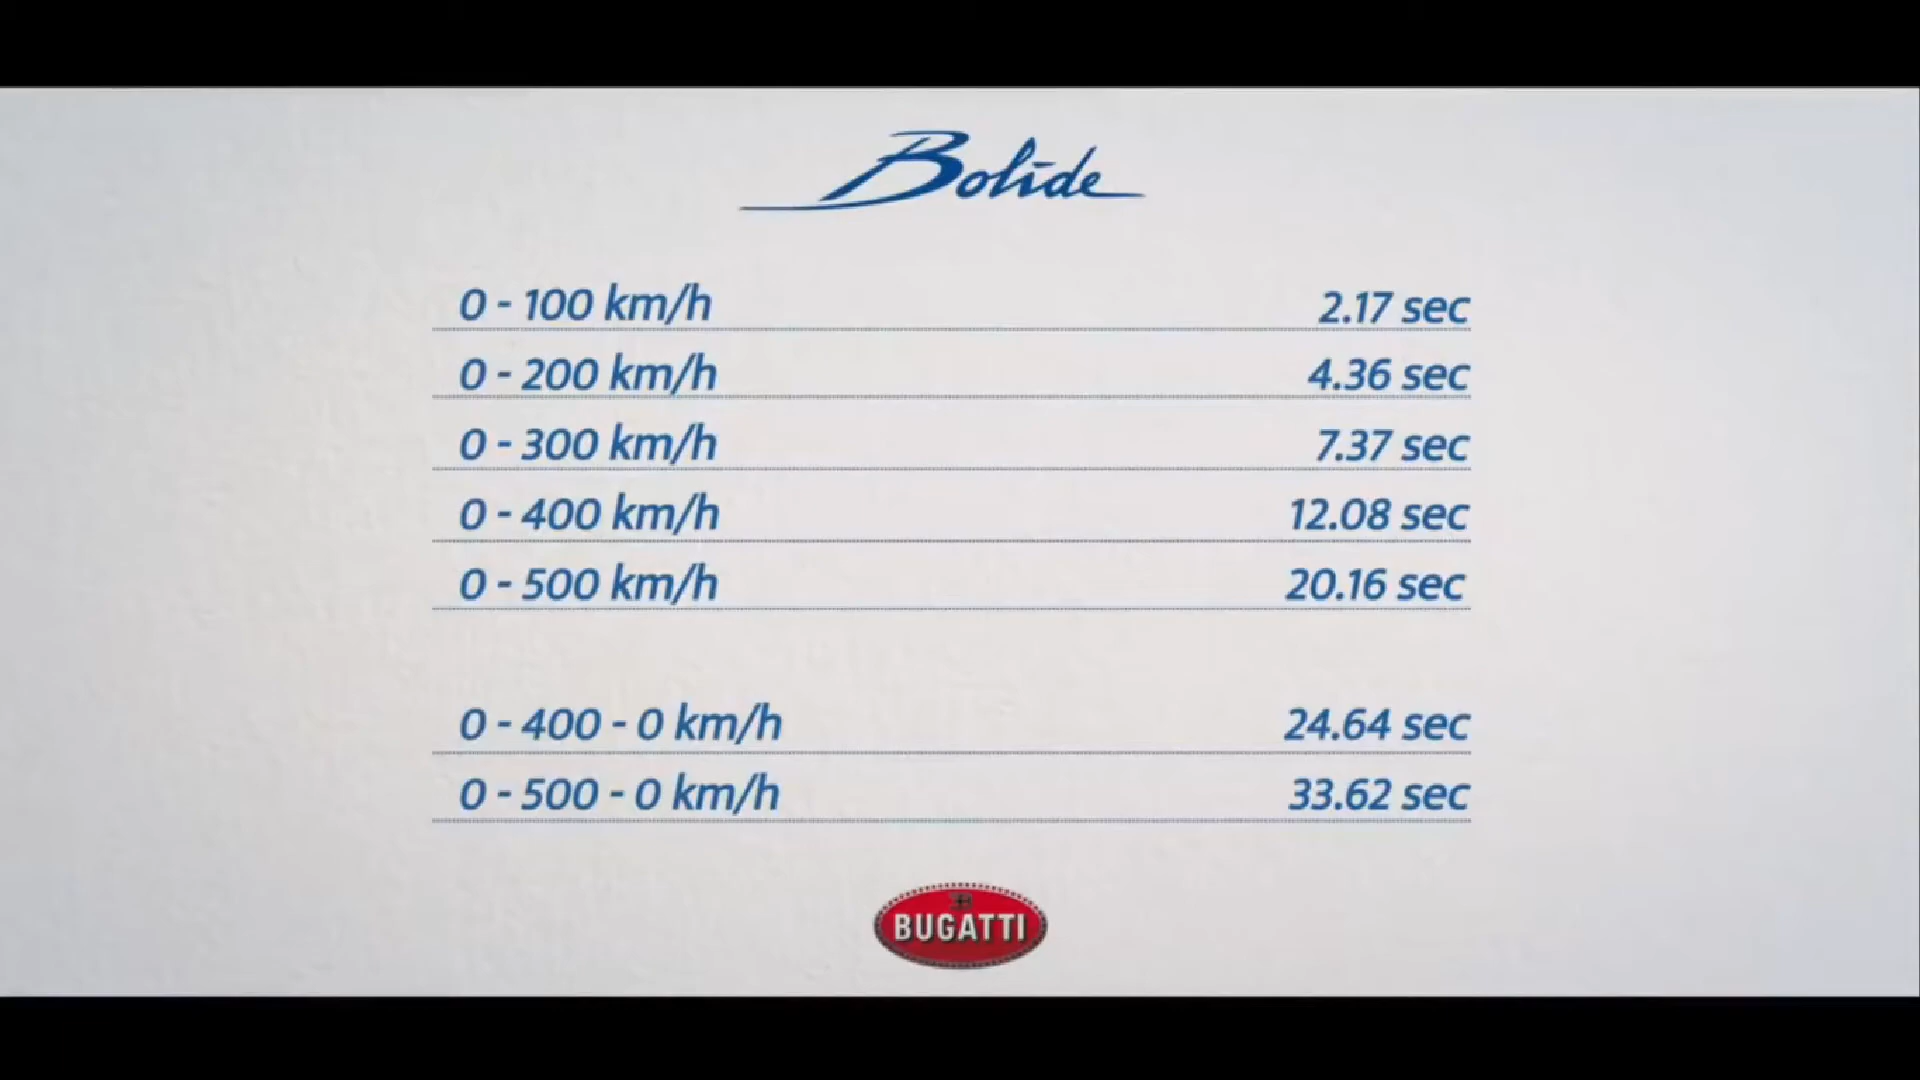 Bolide
0 - 100 km/h 2.17 sec
0 - 200 km/h 4.36 sec
0 - 300 km/h 7.37 sec
0 - 400 km/h 12.08 sec
0 - 500 km/h 20.16 sec
0 - 400 - 0 km/h 24.64 sec
0 - 500 - 0 km/h 33.62 sec
BUGATTI